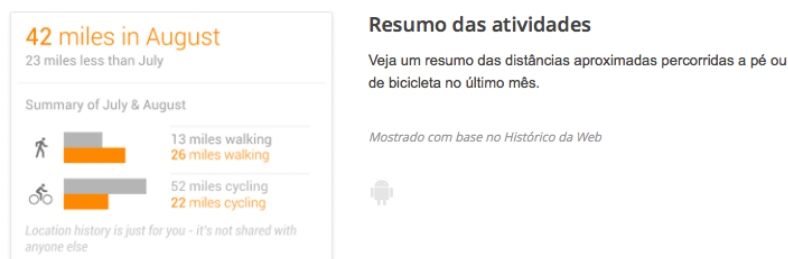 42 miles in August
23 miles less than July
Summary of July & August
13 miles walking
26 miles walking
52 miles cycling
22 miles cycling
Location history is just for you - it's not shared with
anyone else
Resumo das atividades
Veja um resumo das distâncias aproximadas percorridas a pé ou
de bicicleta no último mês.
Mostrado com base no Histórico da Web